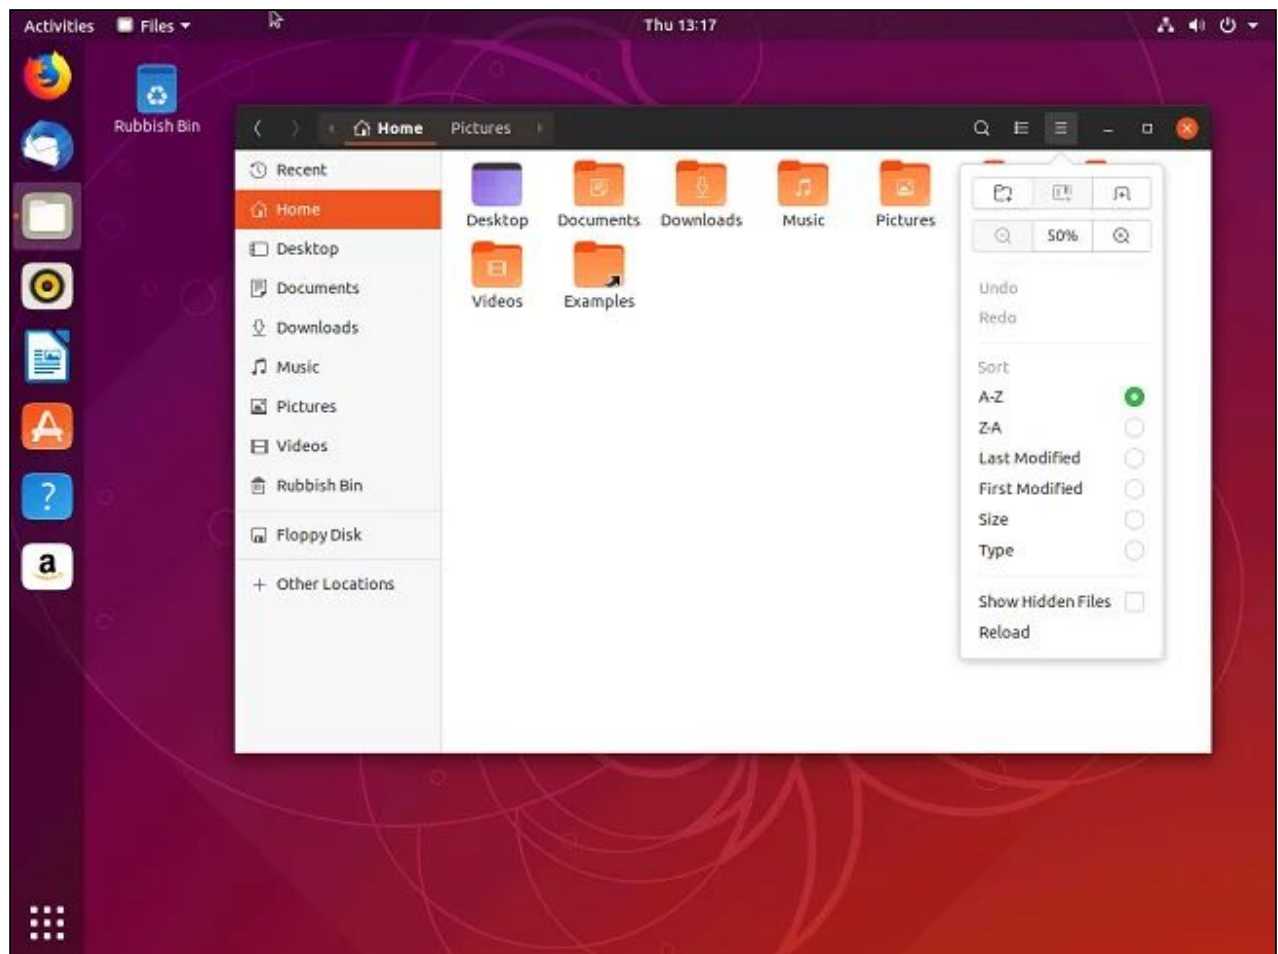 Activities
Files
Thu 13:17
Rubbish Bin
Home
Pictures
Recent
Home
Desktop
Documents
Downloads
Music
Pictures
Videos
Rubbish Bin
Floppy Disk
+ Other Locations
Desktop Documents Downloads Music Pictures
Videos Examples
50%
Undo
Redo
Sort
A-Z
Z-A
Last Modified
First Modified
Size
Type
Show Hidden Files
Reload
?
a